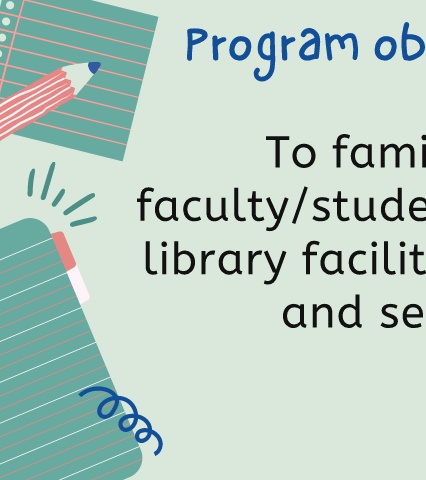 Program ob
To fami
faculty/stude
library facilit
and se